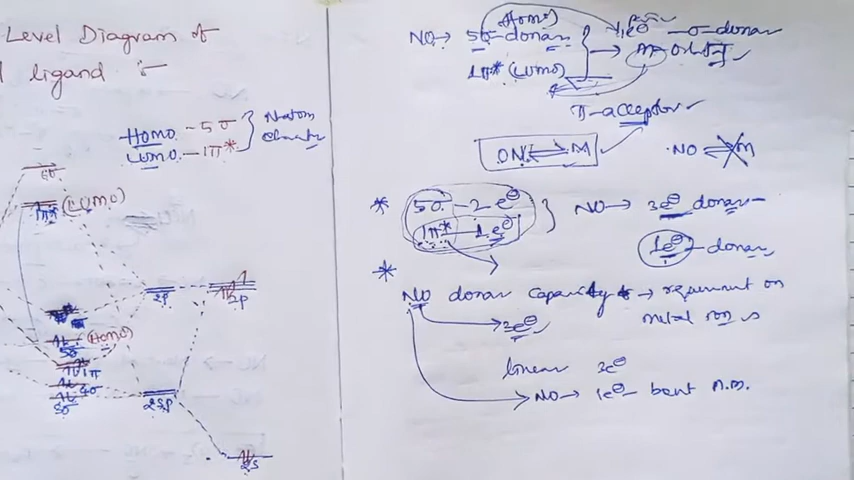 Level Diagram of
ligand :-
HOMO - 5σ
LUMO - 1π*
N atom
6σ
1π* (LUMO)
2p
2p
(HOMO)
5σ
1π
4σ
3σ
2sp
2s
NO → 5σ-donar (HOMO)
1π* (LUMO)
1e⊖ - σ-donar
π-acceptor
ON ⇌ M
NO ⇌ M
* 5σ - 2e⊖
1π* - 1e⊖
NO → 3e⊖ donar
1e⊖ - donar
* NO donar capacity → on
metal ion
3e⊖
linear 3e⊖
NO → 1e⊖ - bent